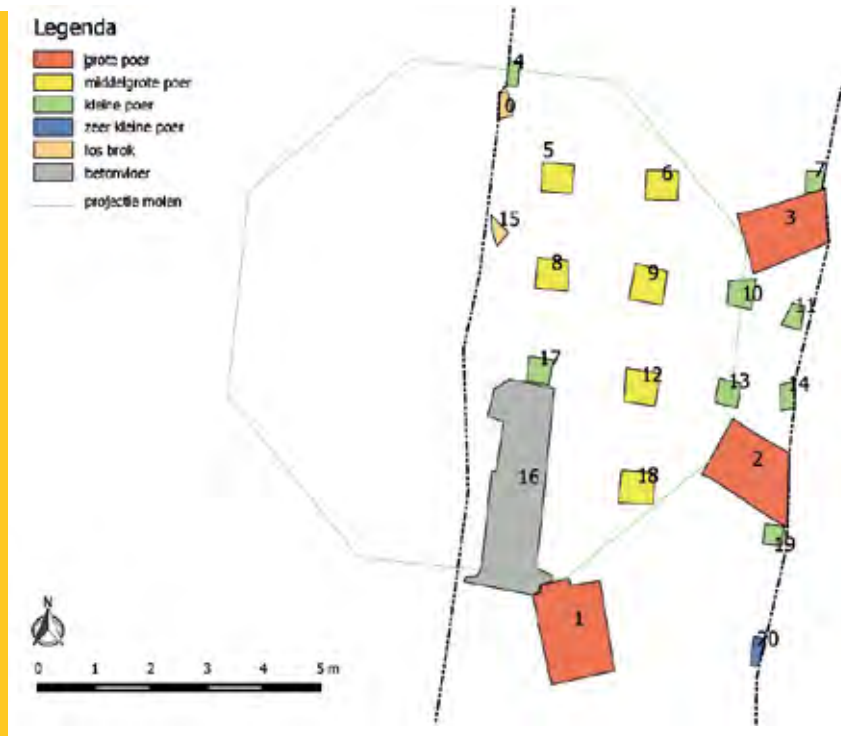 Legenda
grote poer
middelgrote poer
kleine poer
zeer kleine poer
los brok
betonvloer
projectie molen
4
0
5
6
7
3
15
8
9
10
11
17
12
13
14
16
18
2
19
1
20
N
0 1 2 3 4 5 m